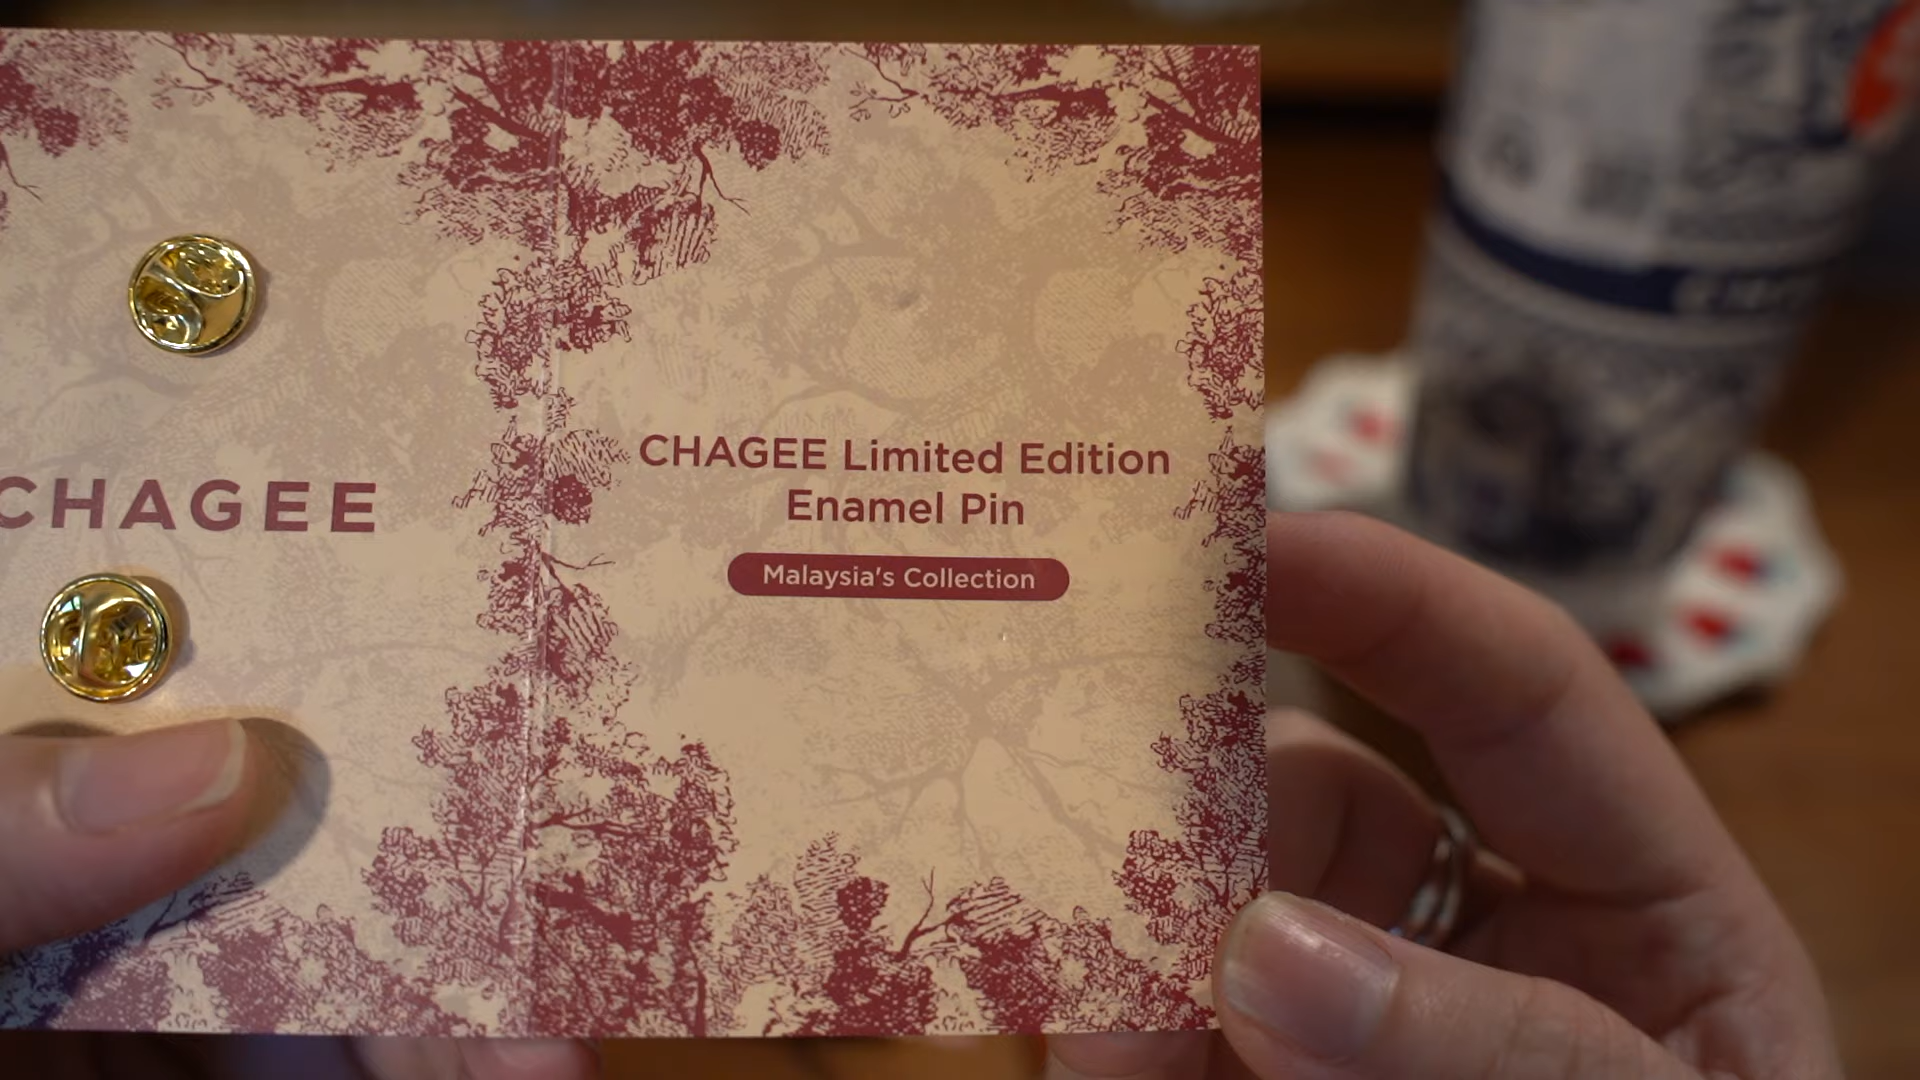 CHAGEE
CHAGEE Limited Edition
Enamel Pin
Malaysia's Collection